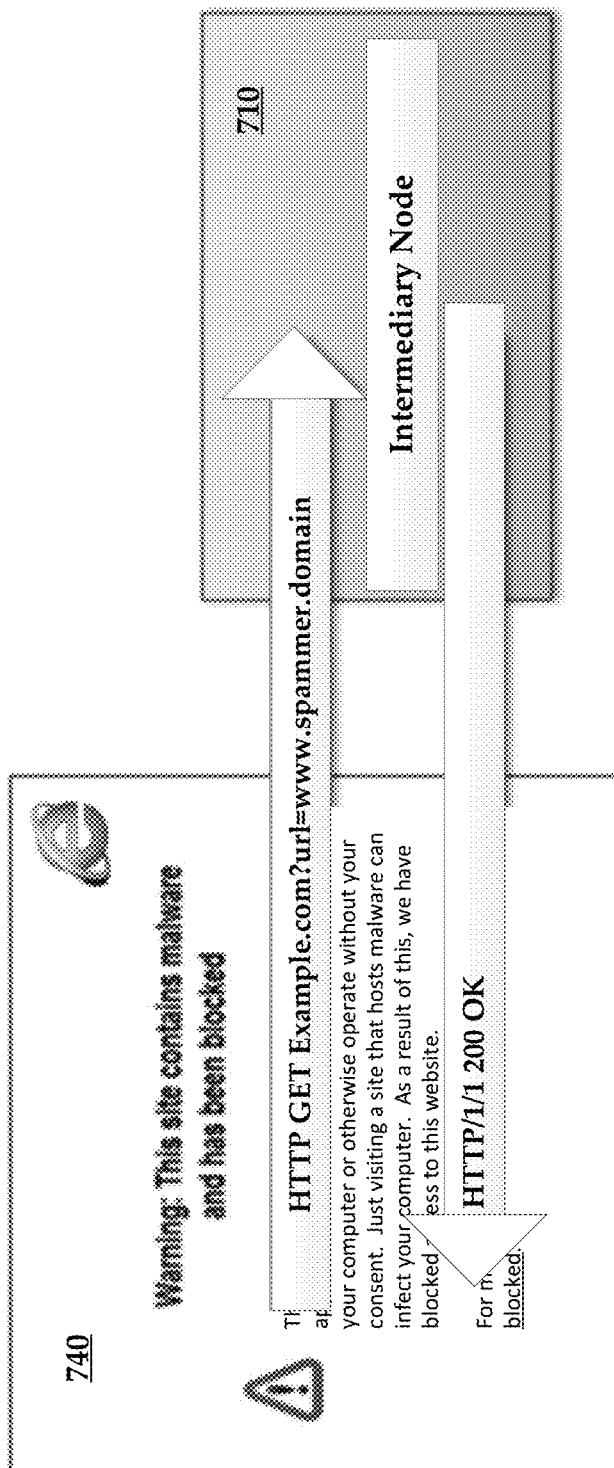 740
Warning: This site contains malware
and has been blocked
HTTP GET Example.com?url=www.spammer.domain
your computer or otherwise operate without your
consent. Just visiting a site that hosts malware can
infect your computer. As a result of this, we have
blocked to this website.
HTTP/1/1 200 OK
For
blocked.
710
Intermediary Node